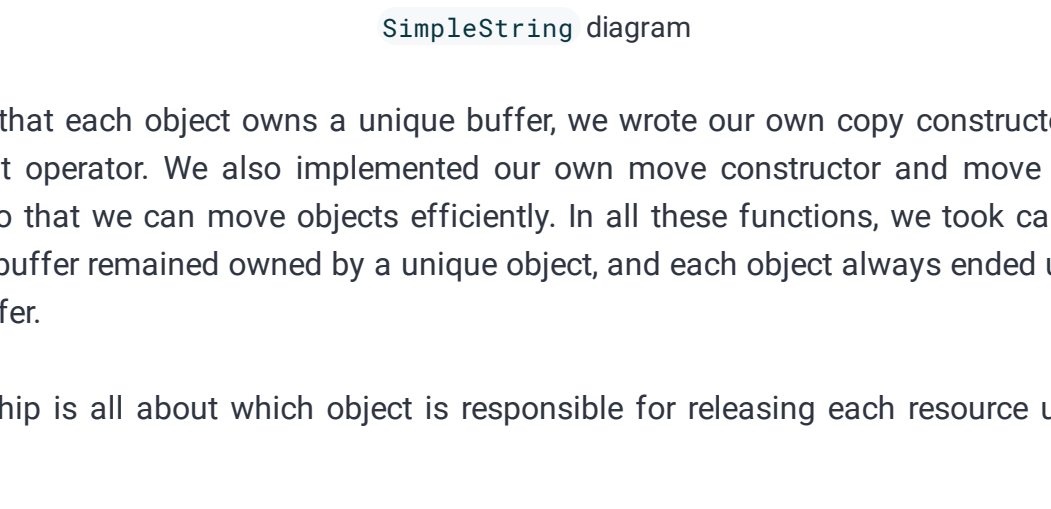 SimpleString diagram
that each object owns a unique buffer, we wrote our own copy constructo
t operator. We also implemented our own move constructor and move
o that we can move objects efficiently. In all these functions, we took ca
buffer remained owned by a unique object, and each object always ended u
fer.
hip is all about which object is responsible for releasing each resource u